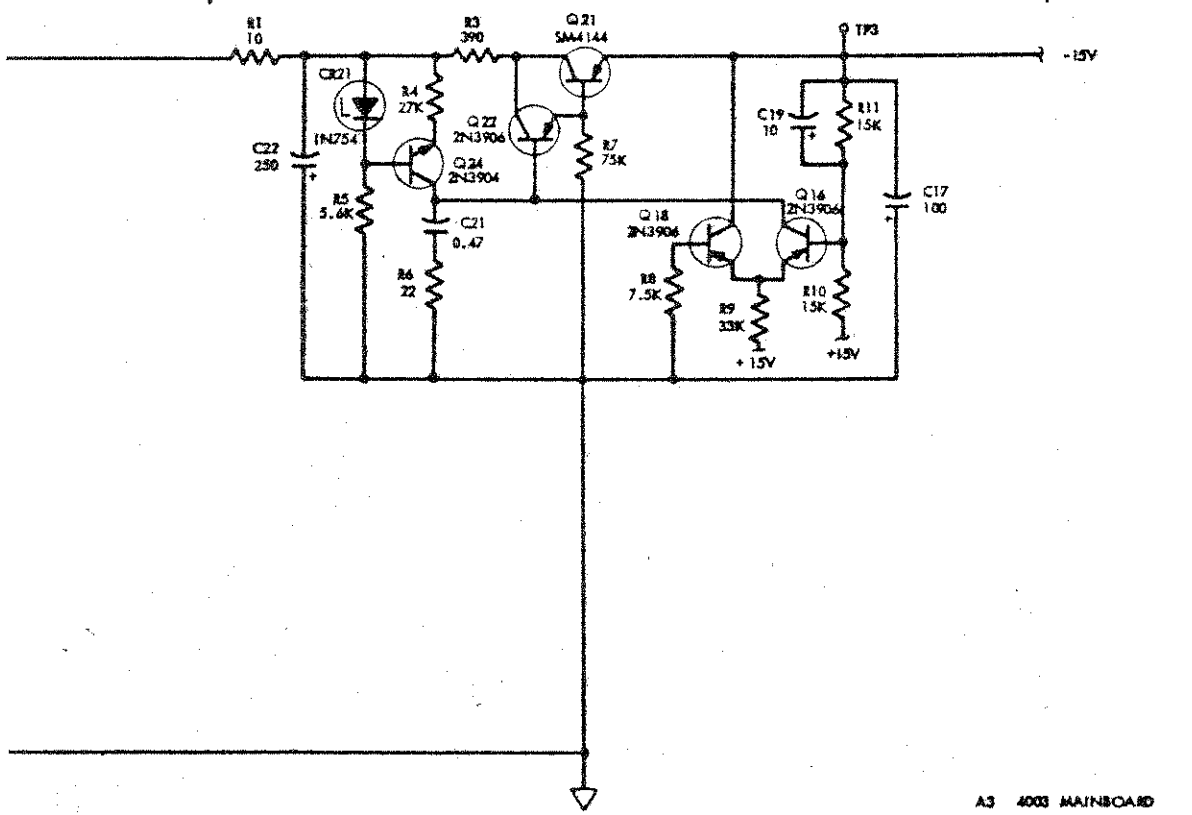 R1
10
R3
390
Q21
SM4144
TP3
-15V
CR21
1N754
R4
27K
Q22
2N3906
R7
75K
C19
10
+
R11
15K
C22
250
+
Q24
2N3904
R5
5.6K
C21
0.47
R6
22
Q18
2N3906
Q16
2N3906
C17
100
+
R8
7.5K
R9
33K
+15V
R10
15K
+15V
A3 4003 MAINBOARD